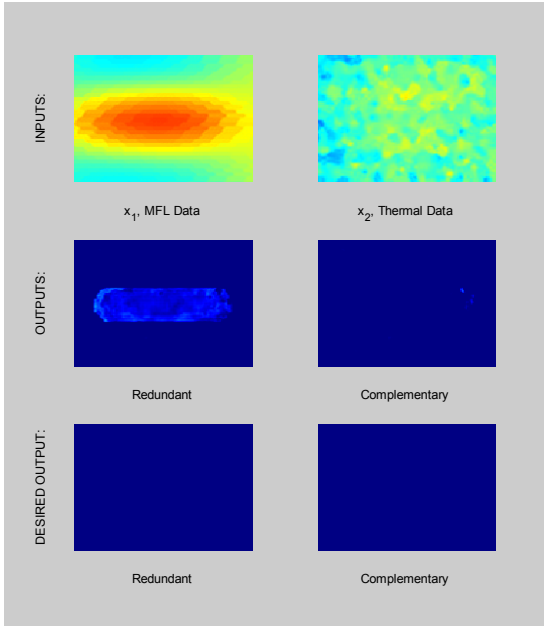 INPUTS:
x1, MFL Data
x2, Thermal Data
OUTPUTS:
Redundant
Complementary
DESIRED OUTPUT:
Redundant
Complementary